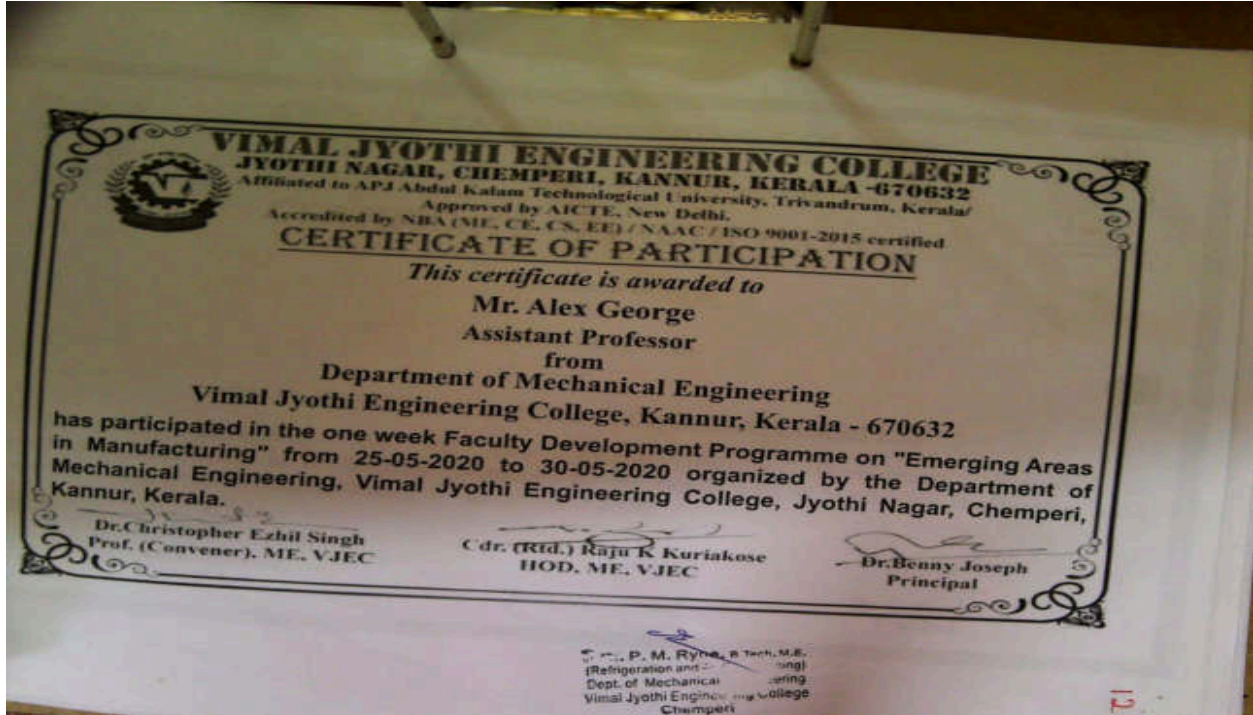 VIMAL JYOTHI ENGINEERING COLLEGE
JYOTHI NAGAR, CHEMPERI, KANNUR, KERALA -670632
Affiliated to APJ Abdul Kalam Technological University, Trivandrum, Kerala/
Approved by AICTE, New Delhi.
Accredited by NBA (ME, CE, CS, EE) / NAAC / ISO 9001-2015 certified
CERTIFICATE OF PARTICIPATION
This certificate is awarded to
Mr. Alex George
Assistant Professor
from
Department of Mechanical Engineering
Vimal Jyothi Engineering College, Kannur, Kerala - 670632
has participated in the one week Faculty Development Programme on "Emerging Areas
in Manufacturing" from 25-05-2020 to 30-05-2020 organized by the Department of
Mechanical Engineering, Vimal Jyothi Engineering College, Jyothi Nagar, Chemperi,
Kannur, Kerala.
Dr.Christopher Ezhil Singh
Prof. (Convener), ME, VJEC
Cdr. (Rtd.) Raju K Kuriakose
HOD, ME, VJEC
Dr.Benny Joseph
Principal
P. M. Ryne, B Tech, M.E.
(Refrigeration and
Dept. of Mechanical
Vimal Jyothi College
Chemperi